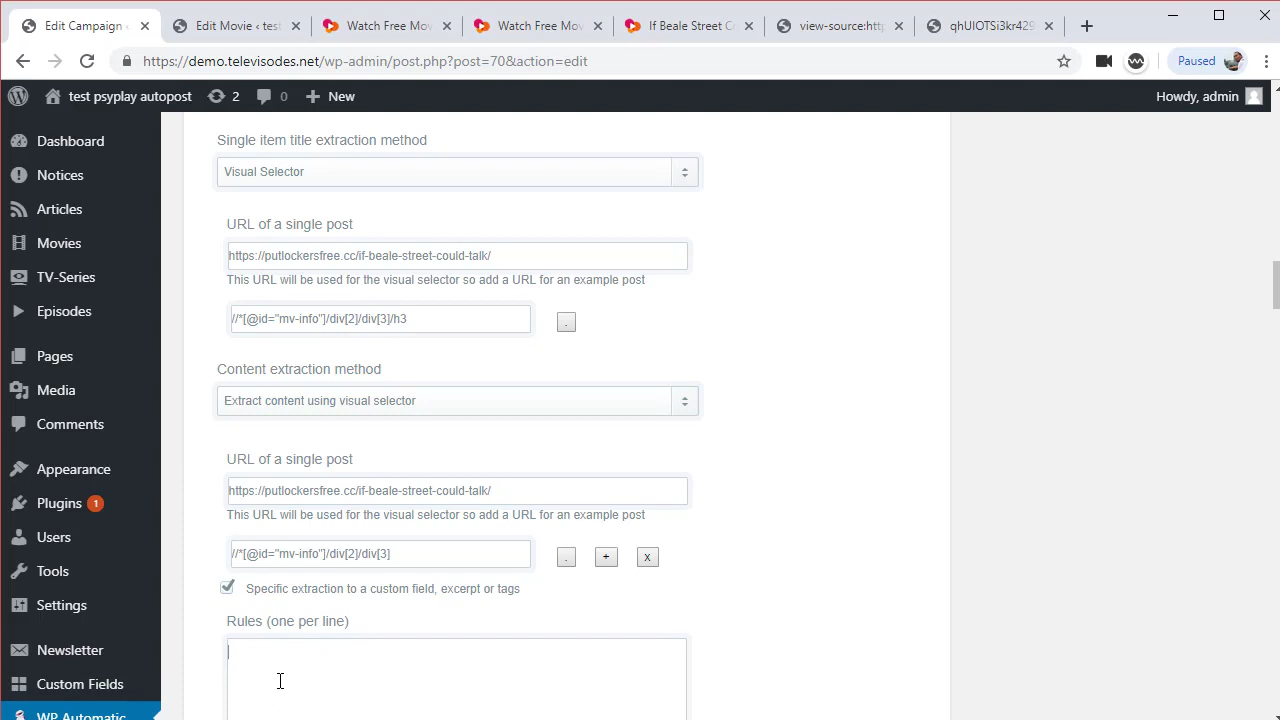 Edit Campaign ‹
Edit Movie ‹ test
Watch Free Mov
Watch Free Mov
If Beale Street C
view-source:http
qhUIOTSi3kr429
https://demo.televisodes.net/wp-admin/post.php?post=70&action=edit
Paused
test psyplay autopost
2
0
New
Howdy, admin
Dashboard
Notices
Articles
Movies
TV-Series
Episodes
Pages
Media
Comments
Appearance
Plugins 1
Users
Tools
Settings
Newsletter
Custom Fields
WP Automatic
Single item title extraction method
Visual Selector
URL of a single post
https://putlockersfree.cc/if-beale-street-could-talk/
This URL will be used for the visual selector so add a URL for an example post
//*[@id="mv-info"]/div[2]/div[3]/h3
.
Content extraction method
Extract content using visual selector
URL of a single post
https://putlockersfree.cc/if-beale-street-could-talk/
This URL will be used for the visual selector so add a URL for an example post
//*[@id="mv-info"]/div[2]/div[3]
. + x
Specific extraction to a custom field, excerpt or tags
Rules (one per line)